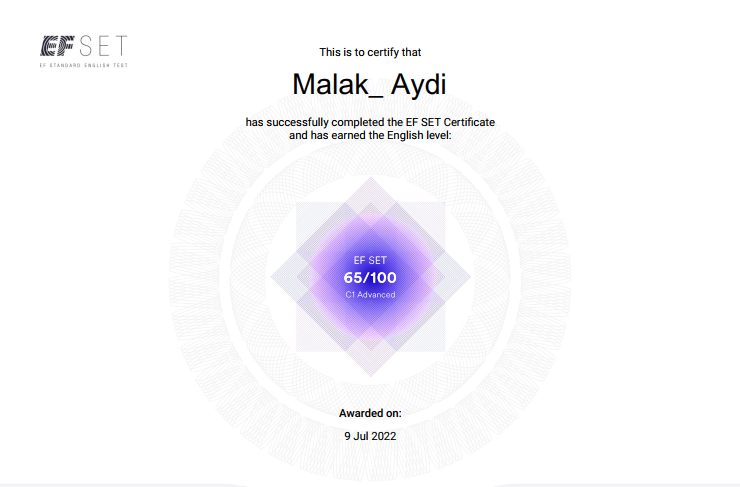 EF SET
EF STANDARD ENGLISH TEST
This is to certify that
Malak_ Aydi
has successfully completed the EF SET Certificate
and has earned the English level:
EF SET
65/100
C1 Advanced
Awarded on:
9 Jul 2022